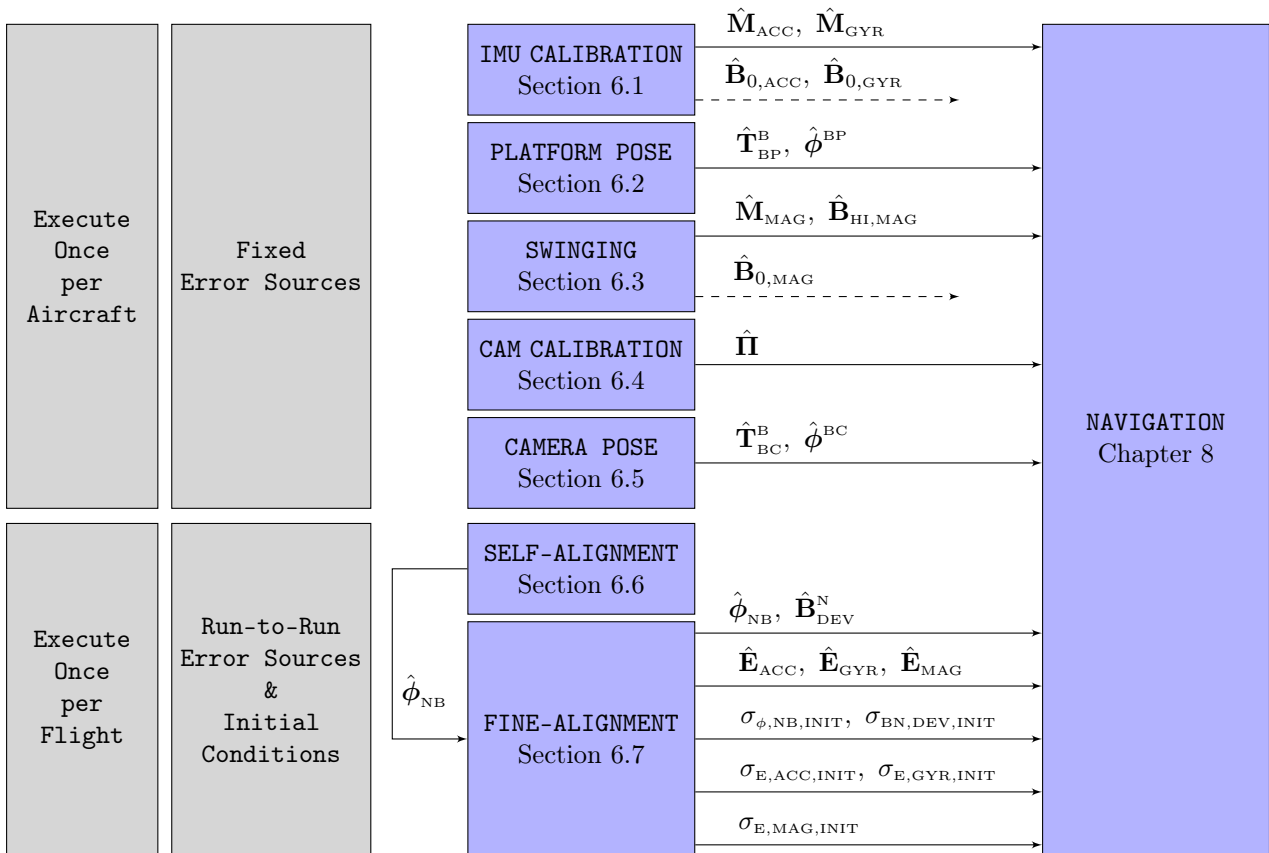 Execute
Once
per
Aircraft
Fixed
Error Sources
IMU CALIBRATION
Section 6.1
M̂_ACC, M̂_GYR
B̂_0,ACC, B̂_0,GYR
PLATFORM POSE
Section 6.2
T̂^B_BP, ϕ̂^BP
SWINGING
Section 6.3
M̂_MAG, B̂_HI,MAG
B̂_0,MAG
CAM CALIBRATION
Section 6.4
Π̂
CAMERA POSE
Section 6.5
T̂^B_BC, ϕ̂^BC
NAVIGATION
Chapter 8
Execute
Once
per
Flight
Run-to-Run
Error Sources
&
Initial
Conditions
SELF-ALIGNMENT
Section 6.6
ϕ̂_NB
FINE-ALIGNMENT
Section 6.7
ϕ̂_NB, B̂^N_DEV
Ê_ACC, Ê_GYR, Ê_MAG
σ_ϕ,NB,INIT, σ_BN,DEV,INIT
σ_E,ACC,INIT, σ_E,GYR,INIT
σ_E,MAG,INIT